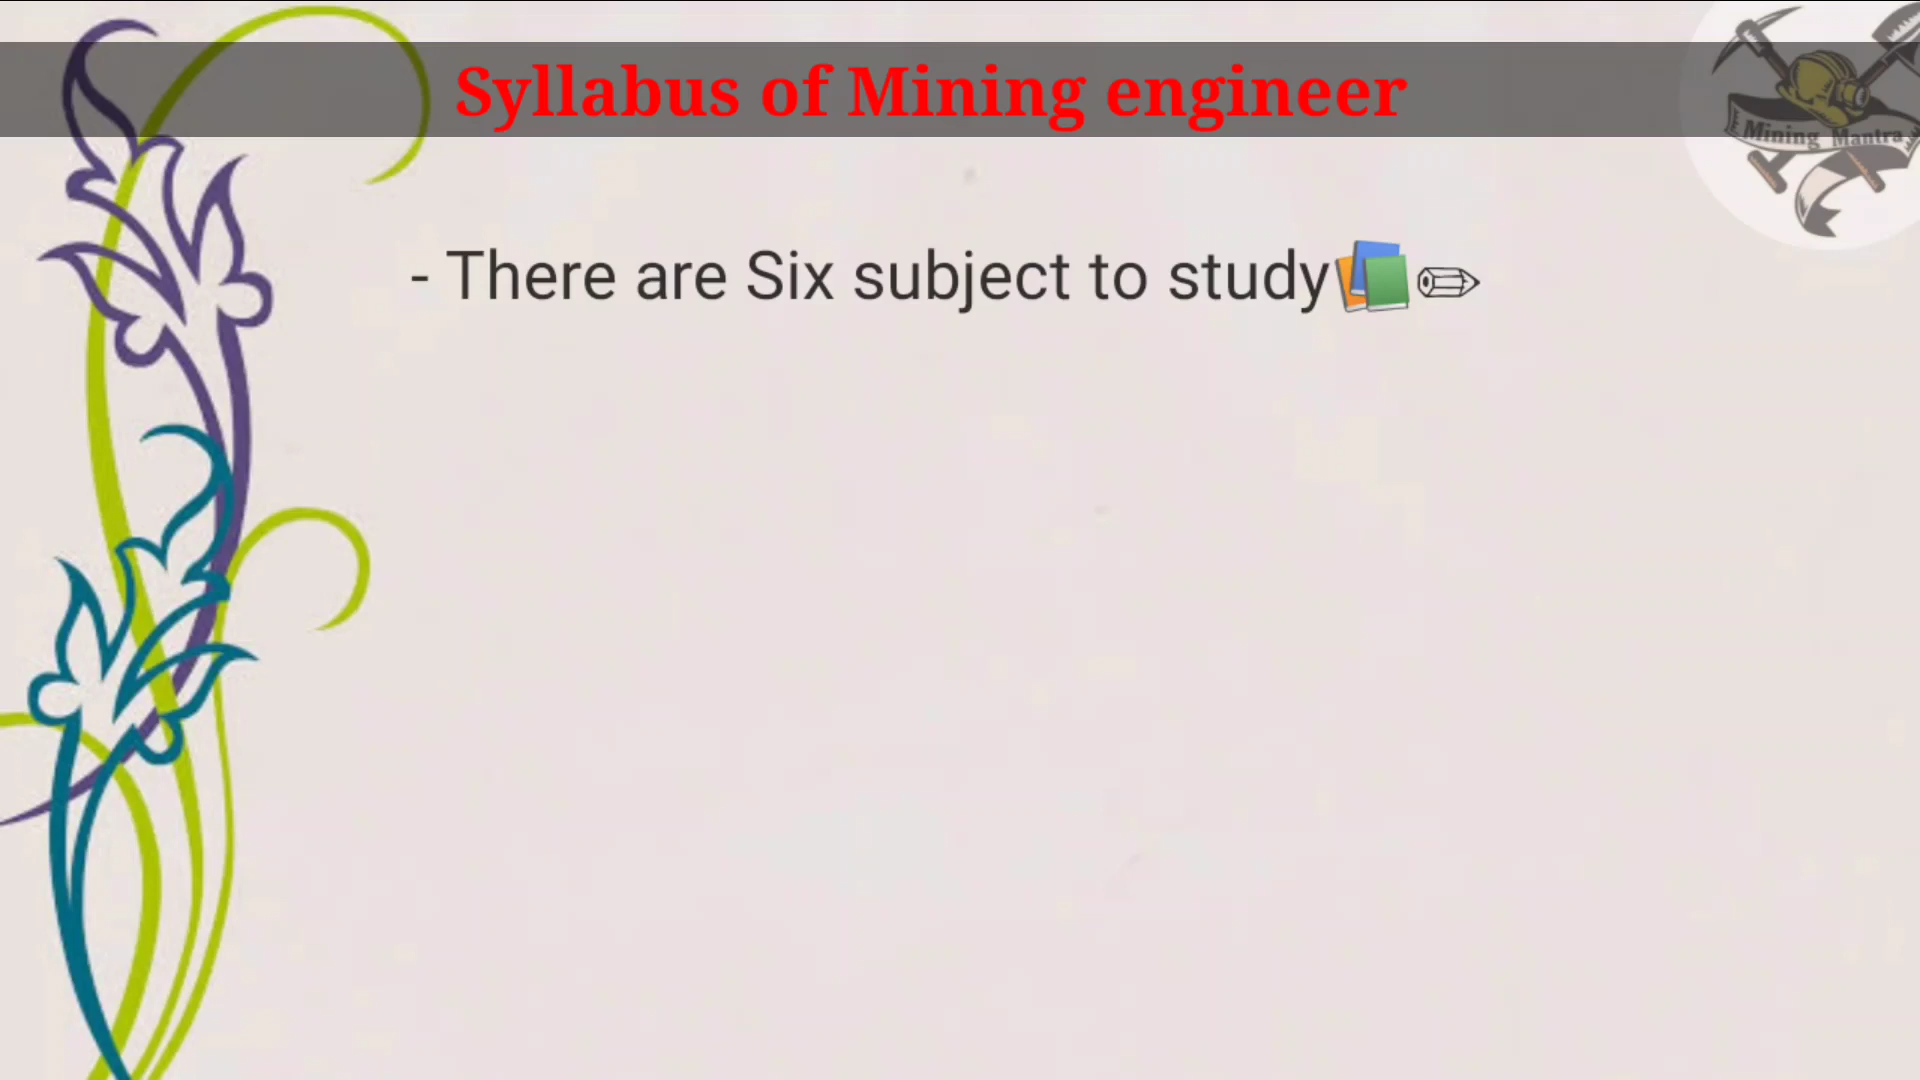 Syllabus of Mining engineer
Mining Mantra
- There are Six subject to study📚✏